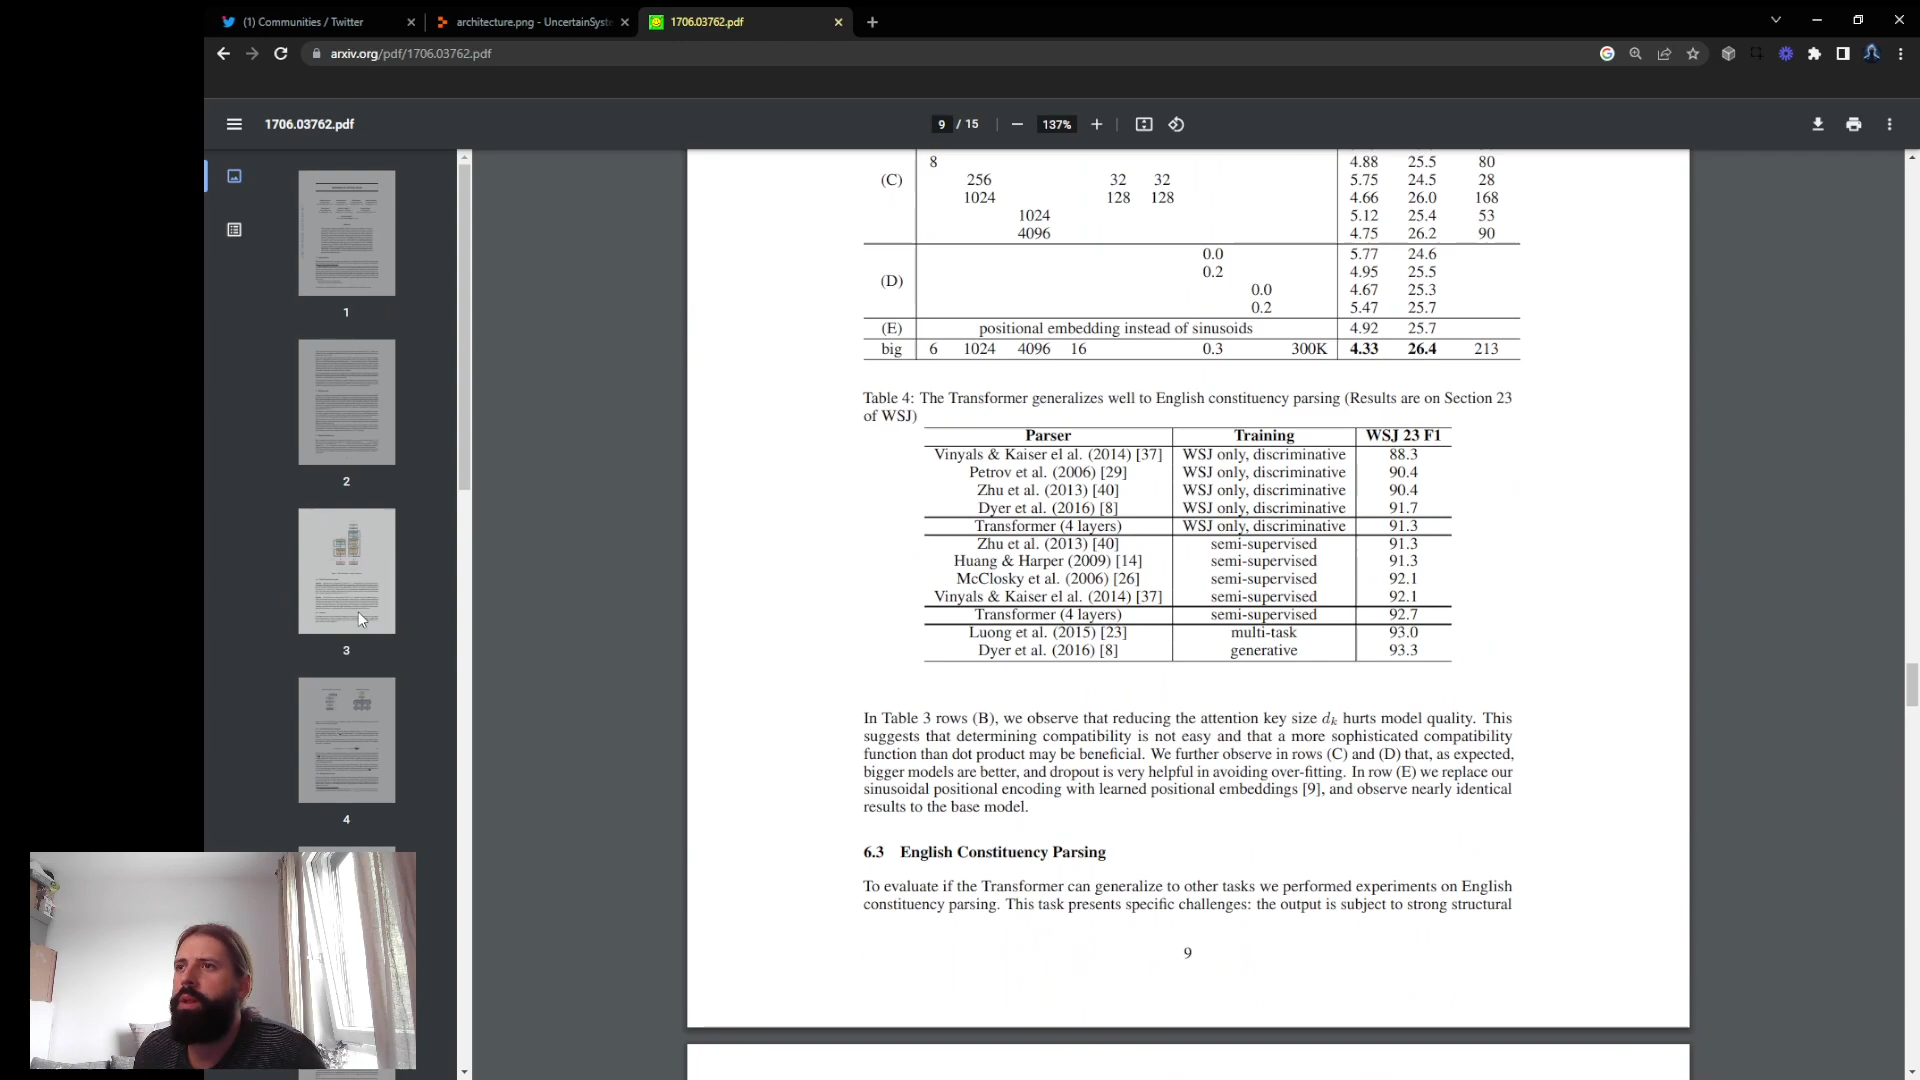 (1) Communities / Twitter
architecture.png - UncertainSyste
1706.03762.pdf
arxiv.org/pdf/1706.03762.pdf
1706.03762.pdf
9 / 15
137%
1
2
3
4
8 4.88 25.5 80
(C) 256 32 32 5.75 24.5 28
1024 128 128 4.66 26.0 168
1024 5.12 25.4 53
4096 4.75 26.2 90
0.0 5.77 24.6
0.2 4.95 25.5
(D)
0.0 4.67 25.3
0.2 5.47 25.7
(E) positional embedding instead of sinusoids 4.92 25.7
big 6 1024 4096 16 0.3 300K 4.33 26.4 213
Table 4: The Transformer generalizes well to English constituency parsing (Results are on Section 23
of WSJ)
Parser Training WSJ 23 F1
Vinyals & Kaiser el al. (2014) [37] WSJ only, discriminative 88.3
Petrov et al. (2006) [29] WSJ only, discriminative 90.4
Zhu et al. (2013) [40] WSJ only, discriminative 90.4
Dyer et al. (2016) [8] WSJ only, discriminative 91.7
Transformer (4 layers) WSJ only, discriminative 91.3
Zhu et al. (2013) [40] semi-supervised 91.3
Huang & Harper (2009) [14] semi-supervised 91.3
McClosky et al. (2006) [26] semi-supervised 92.1
Vinyals & Kaiser el al. (2014) [37] semi-supervised 92.1
Transformer (4 layers) semi-supervised 92.7
Luong et al. (2015) [23] multi-task 93.0
Dyer et al. (2016) [8] generative 93.3
In Table 3 rows (B), we observe that reducing the attention key size dk hurts model quality. This
suggests that determining compatibility is not easy and that a more sophisticated compatibility
function than dot product may be beneficial. We further observe in rows (C) and (D) that, as expected,
bigger models are better, and dropout is very helpful in avoiding over-fitting. In row (E) we replace our
sinusoidal positional encoding with learned positional embeddings [9], and observe nearly identical
results to the base model.
6.3 English Constituency Parsing
To evaluate if the Transformer can generalize to other tasks we performed experiments on English
constituency parsing. This task presents specific challenges: the output is subject to strong structural
9